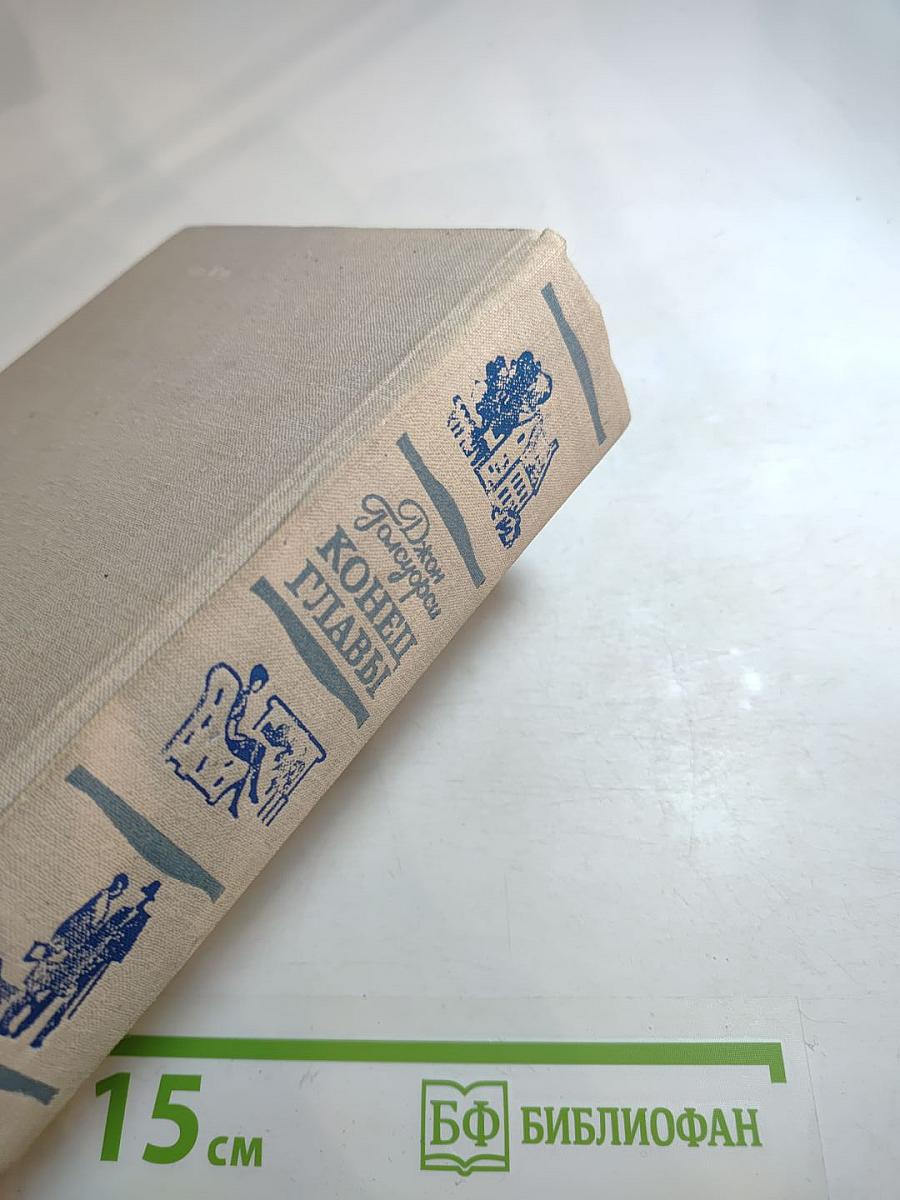 Джон
Голсуорси
КОНЕЦ
ГЛАВЫ
15 см
БФ БИБЛИОФАН